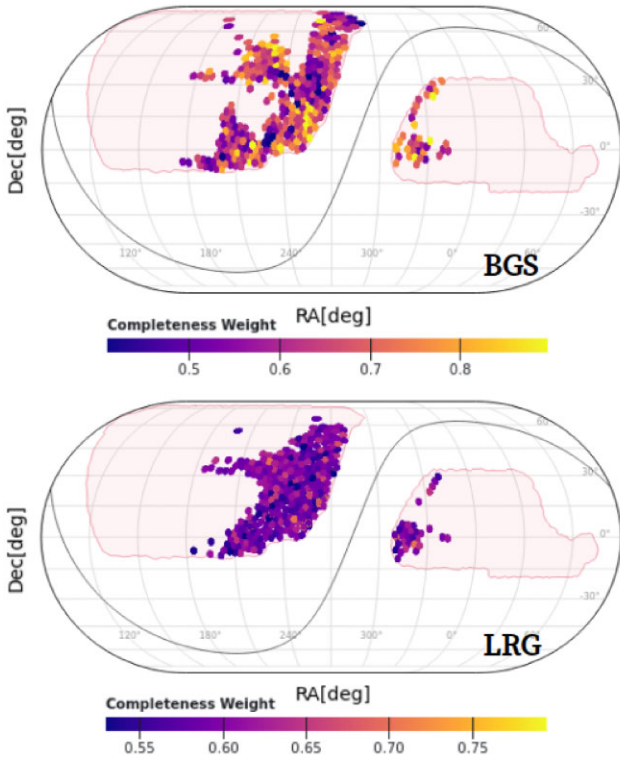 60°
30°
Dec[deg]
0°
-30°
120° 180° 240° 300° 0° 60°
BGS
RA[deg]
Completeness Weight
0.5 0.6 0.7 0.8
60°
30°
Dec[deg]
0°
-30°
120° 180° 240° 300° 0°
LRG
RA[deg]
Completeness Weight
0.55 0.60 0.65 0.70 0.75